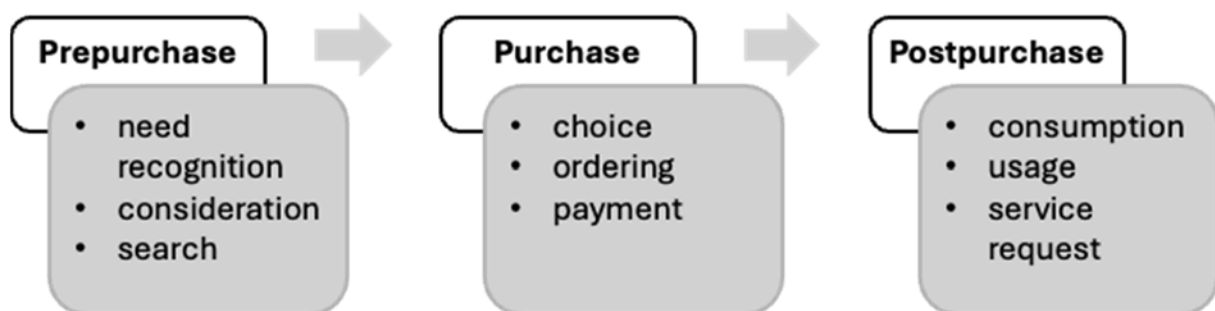 Prepurchase
• need
recognition
• consideration
• search
Purchase
• choice
• ordering
• payment
Postpurchase
• consumption
• usage
• service
request